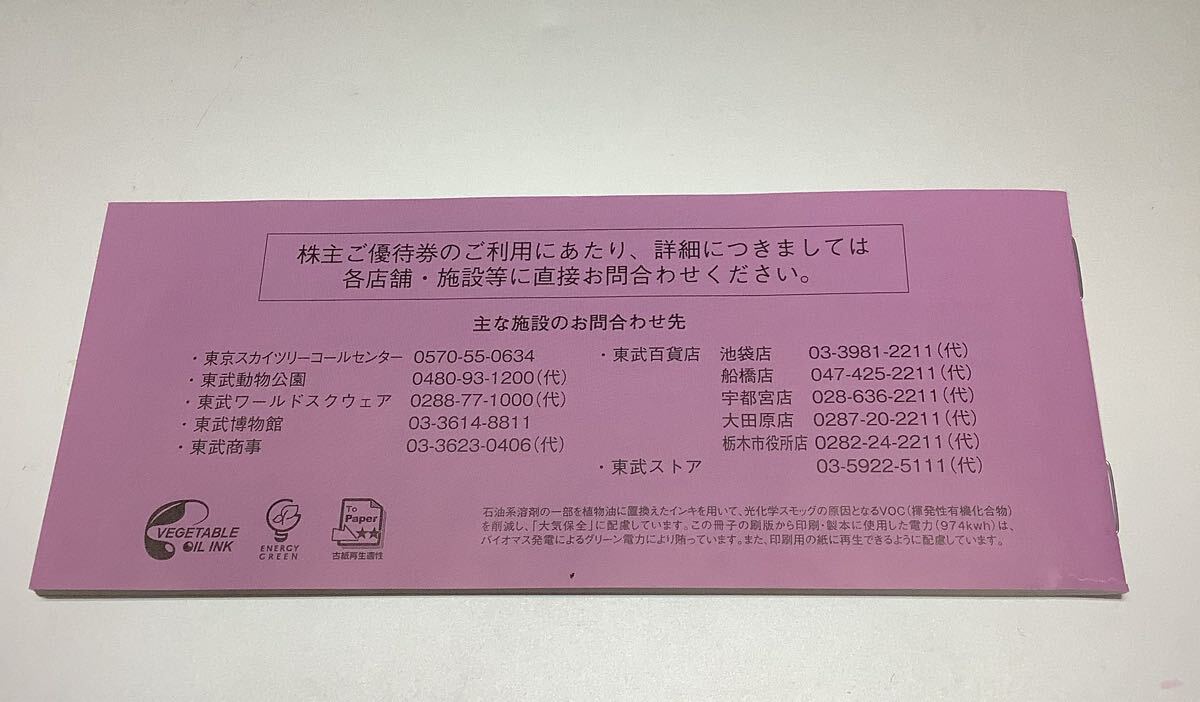 株主ご優待券のご利用にあたり、詳細につきましては
各店舗・施設等に直接お問合わせください。
主な施設のお問合わせ先
・東京スカイツリーコールセンター 0570-55-0634
・東武動物公園 0480-93-1200(代)
・東武ワールドスクウェア 0288-77-1000(代)
・東武博物館 03-3614-8811
・東武商事 03-3623-0406(代)
・東武百貨店 池袋店 03-3981-2211(代)
船橋店 047-425-2211(代)
宇都宮店 028-636-2211(代)
大田原店 0287-20-2211(代)
栃木市役所店 0282-24-2211(代)
・東武ストア 03-5922-5111(代)
VEGETABLE
OIL INK
ENERGY
GREEN
To
Paper
★★
古紙再生適性
石油系溶剤の一部を植物油に置換えたインキを用いて、光化学スモッグの原因となるVOC(揮発性有機化合物)
を削減し、「大気保全」に配慮しています。この冊子の刷版から印刷・製本に使用した電力(974kwh)は、
バイオマス発電によるグリーン電力により賄っています。また、印刷用の紙に再生できるように配慮しています。